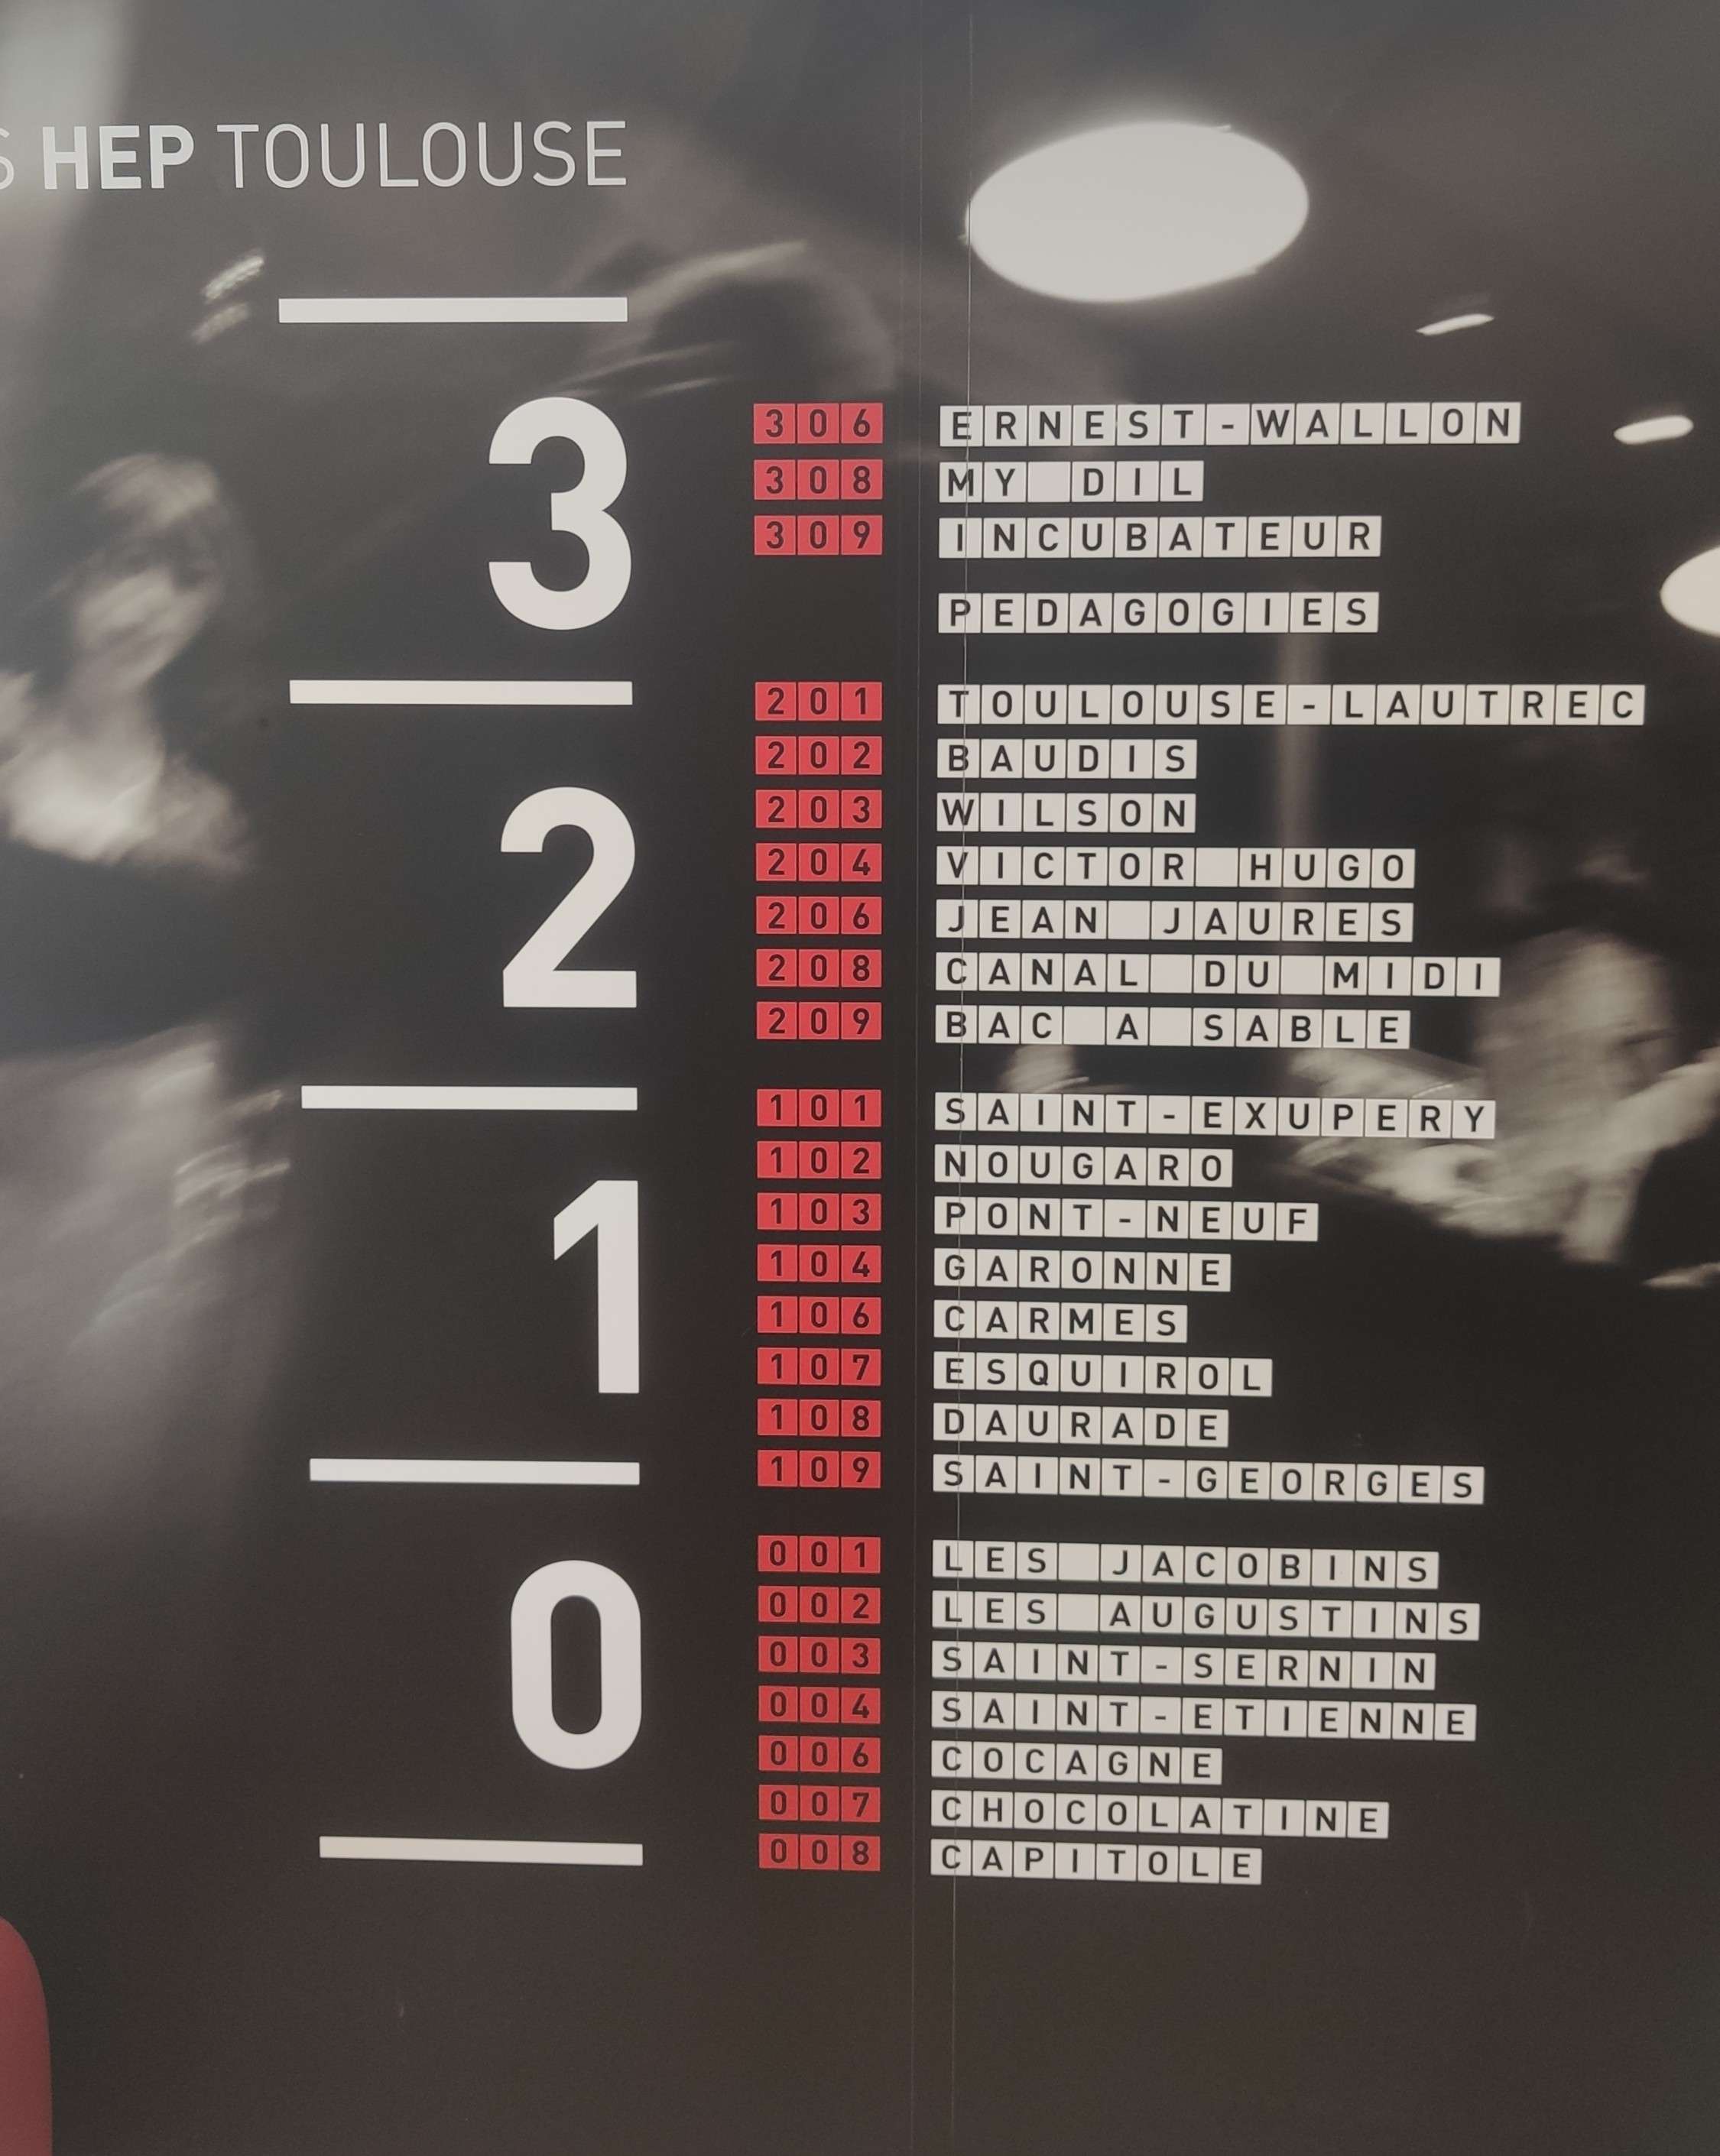 S HEP TOULOUSE
3
306 ERNEST-WALLON
308 MY DIL
309 INCUBATEUR
PEDAGOGIES
2
201 TOULOUSE-LAUTREC
202 BAUDIS
203 WILSON
204 VICTOR HUGO
206 JEAN JAURES
208 CANAL DU MIDI
209 BAC A SABLE
1
101 SAINT-EXUPERY
102 NOUGARO
103 PONT-NEUF
104 GARONNE
106 CARMES
107 ESQUIROL
108 DAURADE
109 SAINT-GEORGES
0
001 LES JACOBINS
002 LES AUGUSTINS
003 SAINT-SERNIN
004 SAINT-ETIENNE
006 COCAGNE
007 CHOCOLATINE
008 CAPITOLE